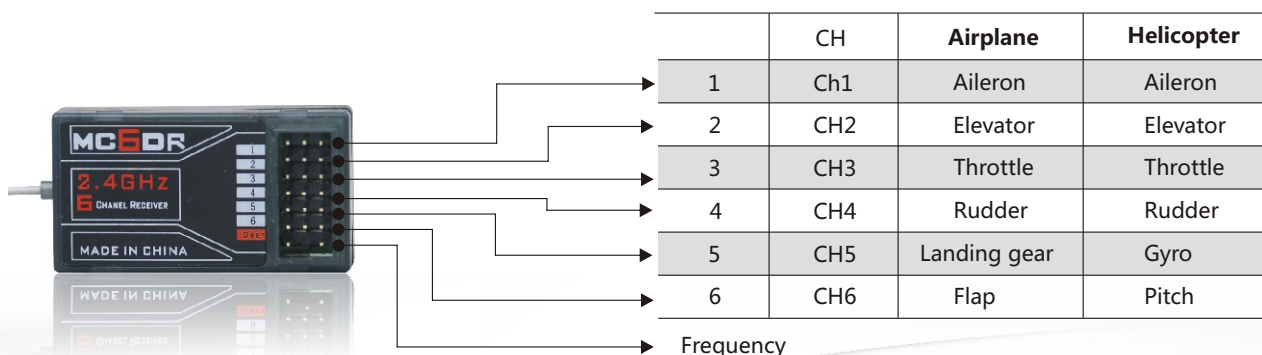 CH Airplane Helicopter
1 Ch1 Aileron Aileron
2 CH2 Elevator Elevator
3 CH3 Throttle Throttle
4 CH4 Rudder Rudder
5 CH5 Landing gear Gyro
6 CH6 Flap Pitch
Frequency
MC6DR
2.4GHz
6 CHANEL RECEIVER
MADE IN CHINA
1
2
3
4
5
6